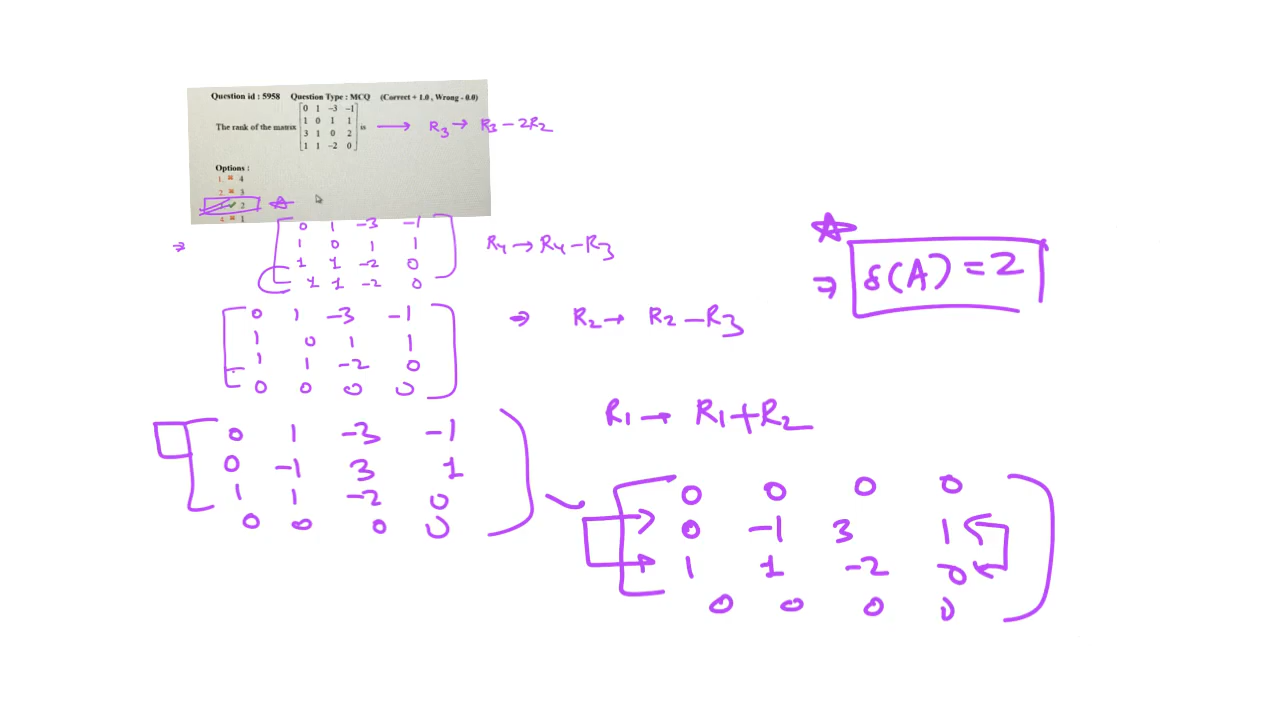 Question id : 5958 Question Type : MCQ (Correct + 1.0 , Wrong - 0.0)
0 1 -3 -1
1 0 1 1
The rank of the matrix is → R3 → R3 - 2R2
3 1 0 2
1 1 -2 0
Options :
1 4
2 3
2
1
0 1 -3 -1
⇒ 1 0 1 1 R4 → R4 - R3
1 1 -2 0
1 1 -2 0
⇒ δ(A) = 2
0 1 -3 -1 ⇒ R2 → R2 - R3
1 0 1 1
1 1 -2 0
0 0 0 0
R1 → R1 + R2
0 1 -3 -1
0 -1 3 1
1 1 -2 0
0 0 0 0
0 0 0 0
0 -1 3 1
1 1 -2 0
0 0 0 0